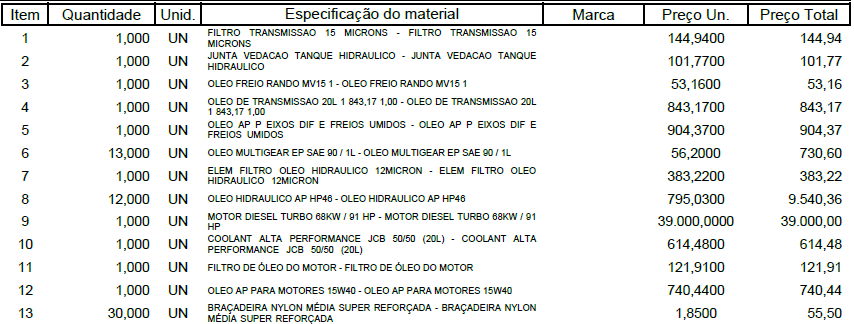 Item Quantidade Unid. Especificação do material Marca Preço Un. Preço Total
1 1,000 UN FILTRO TRANSMISSAO 15 MICRONS - FILTRO TRANSMISSAO 15 144,9400 144,94
MICRONS
2 1,000 UN JUNTA VEDACAO TANQUE HIDRAULICO - JUNTA VEDACAO TANQUE 101,7700 101,77
HIDRAULICO
3 1,000 UN OLEO FREIO RANDO MV15 1 - OLEO FREIO RANDO MV15 1 53,1600 53,16
4 1,000 UN OLEO DE TRANSMISSAO 20L 1 843,17 1,00 - OLEO DE TRANSMISSAO 20L 843,1700 843,17
1 843,17 1,00
5 1,000 UN OLEO AP P EIXOS DIF E FREIOS UMIDOS - OLEO AP P EIXOS DIF E 904,3700 904,37
FREIOS UMIDOS
6 13,000 UN OLEO MULTIGEAR EP SAE 90 / 1L - OLEO MULTIGEAR EP SAE 90 / 1L 56,2000 730,60
7 1,000 UN ELEM FILTRO OLEO HIDRAULICO 12MICRON - ELEM FILTRO OLEO 383,2200 383,22
HIDRAULICO 12MICRON
8 12,000 UN OLEO HIDRAULICO AP HP46 - OLEO HIDRAULICO AP HP46 795,0300 9.540,36
9 1,000 UN MOTOR DIESEL TURBO 68KW / 91 HP - MOTOR DIESEL TURBO 68KW / 91 39.000,0000 39.000,00
HP
10 1,000 UN COOLANT ALTA PERFORMANCE JCB 50/50 (20L) - COOLANT ALTA 614,4800 614,48
PERFORMANCE JCB 50/50 (20L)
11 1,000 UN FILTRO DE ÓLEO DO MOTOR - FILTRO DE ÓLEO DO MOTOR 121,9100 121,91
12 1,000 UN OLEO AP PARA MOTORES 15W40 - OLEO AP PARA MOTORES 15W40 740,4400 740,44
13 30,000 UN BRAÇADEIRA NYLON MÉDIA SUPER REFORÇADA - BRAÇADEIRA NYLON 1,8500 55,50
MÉDIA SUPER REFORÇADA